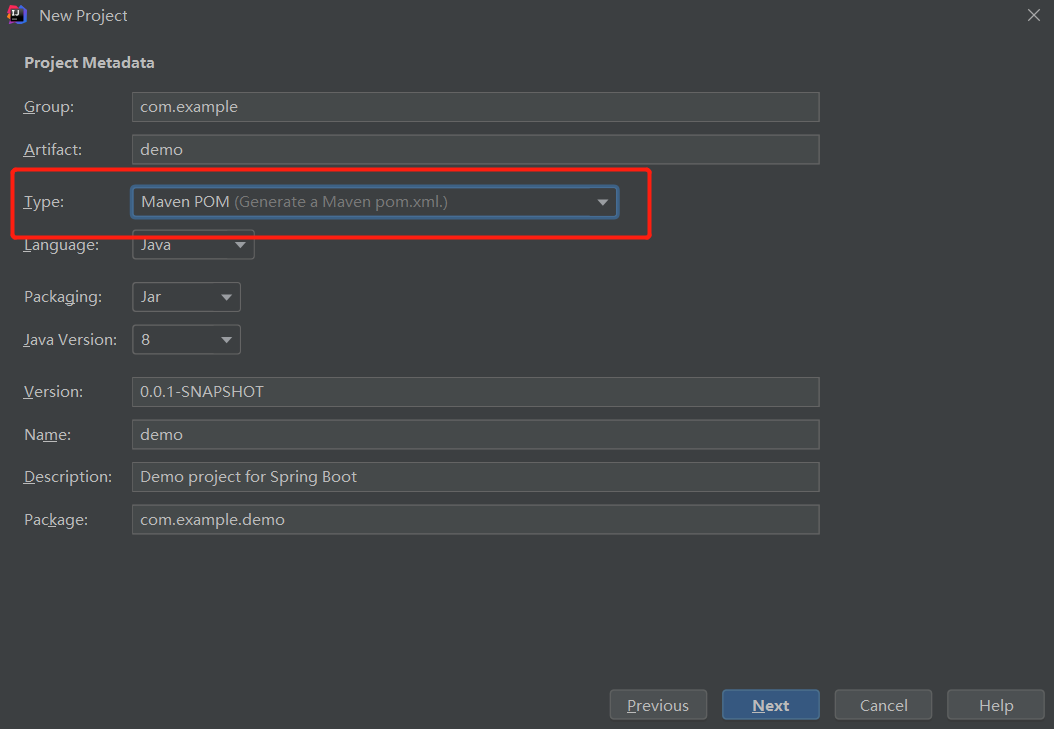 New Project
Project Metadata
Group: com.example
Artifact: demo
Type: Maven POM (Generate a Maven pom.xml.)
Language: Java
Packaging: Jar
Java Version: 8
Version: 0.0.1-SNAPSHOT
Name: demo
Description: Demo project for Spring Boot
Package: com.example.demo
Previous Next Cancel Help